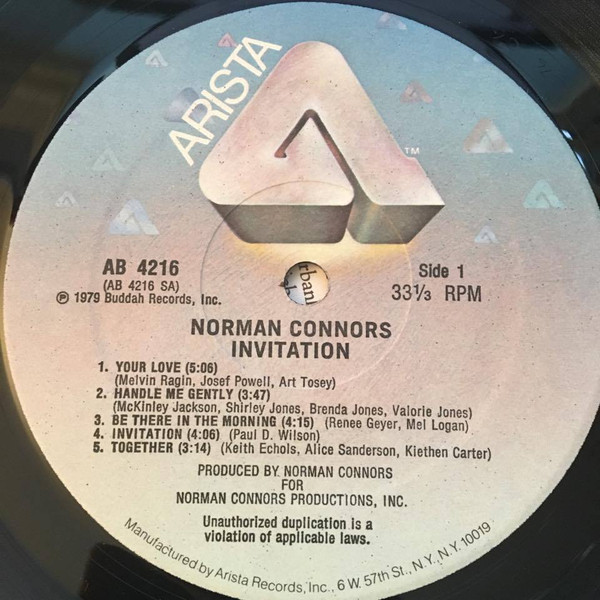 ARISTA
TM
AB 4216
(AB 4216 SA)
℗ 1979 Buddah Records, Inc.
Side 1
33⅓ RPM
rbani
NORMAN CONNORS
INVITATION
1. YOUR LOVE (5:06)
(Melvin Ragin, Josef Powell, Art Tosey)
2. HANDLE ME GENTLY (3:47)
(McKinley Jackson, Shirley Jones, Brenda Jones, Valorie Jones)
3. BE THERE IN THE MORNING (4:15) (Renee Geyer, Mel Logan)
4. INVITATION (4:06) (Paul D. Wilson)
5. TOGETHER (3:14) (Keith Echols, Alice Sanderson, Kiethen Carter)
PRODUCED BY NORMAN CONNORS
FOR
NORMAN CONNORS PRODUCTIONS, INC.
Unauthorized duplication is a
violation of applicable laws.
Manufactured by Arista Records, Inc., 6 W. 57th St., N.Y. N.Y. 10019